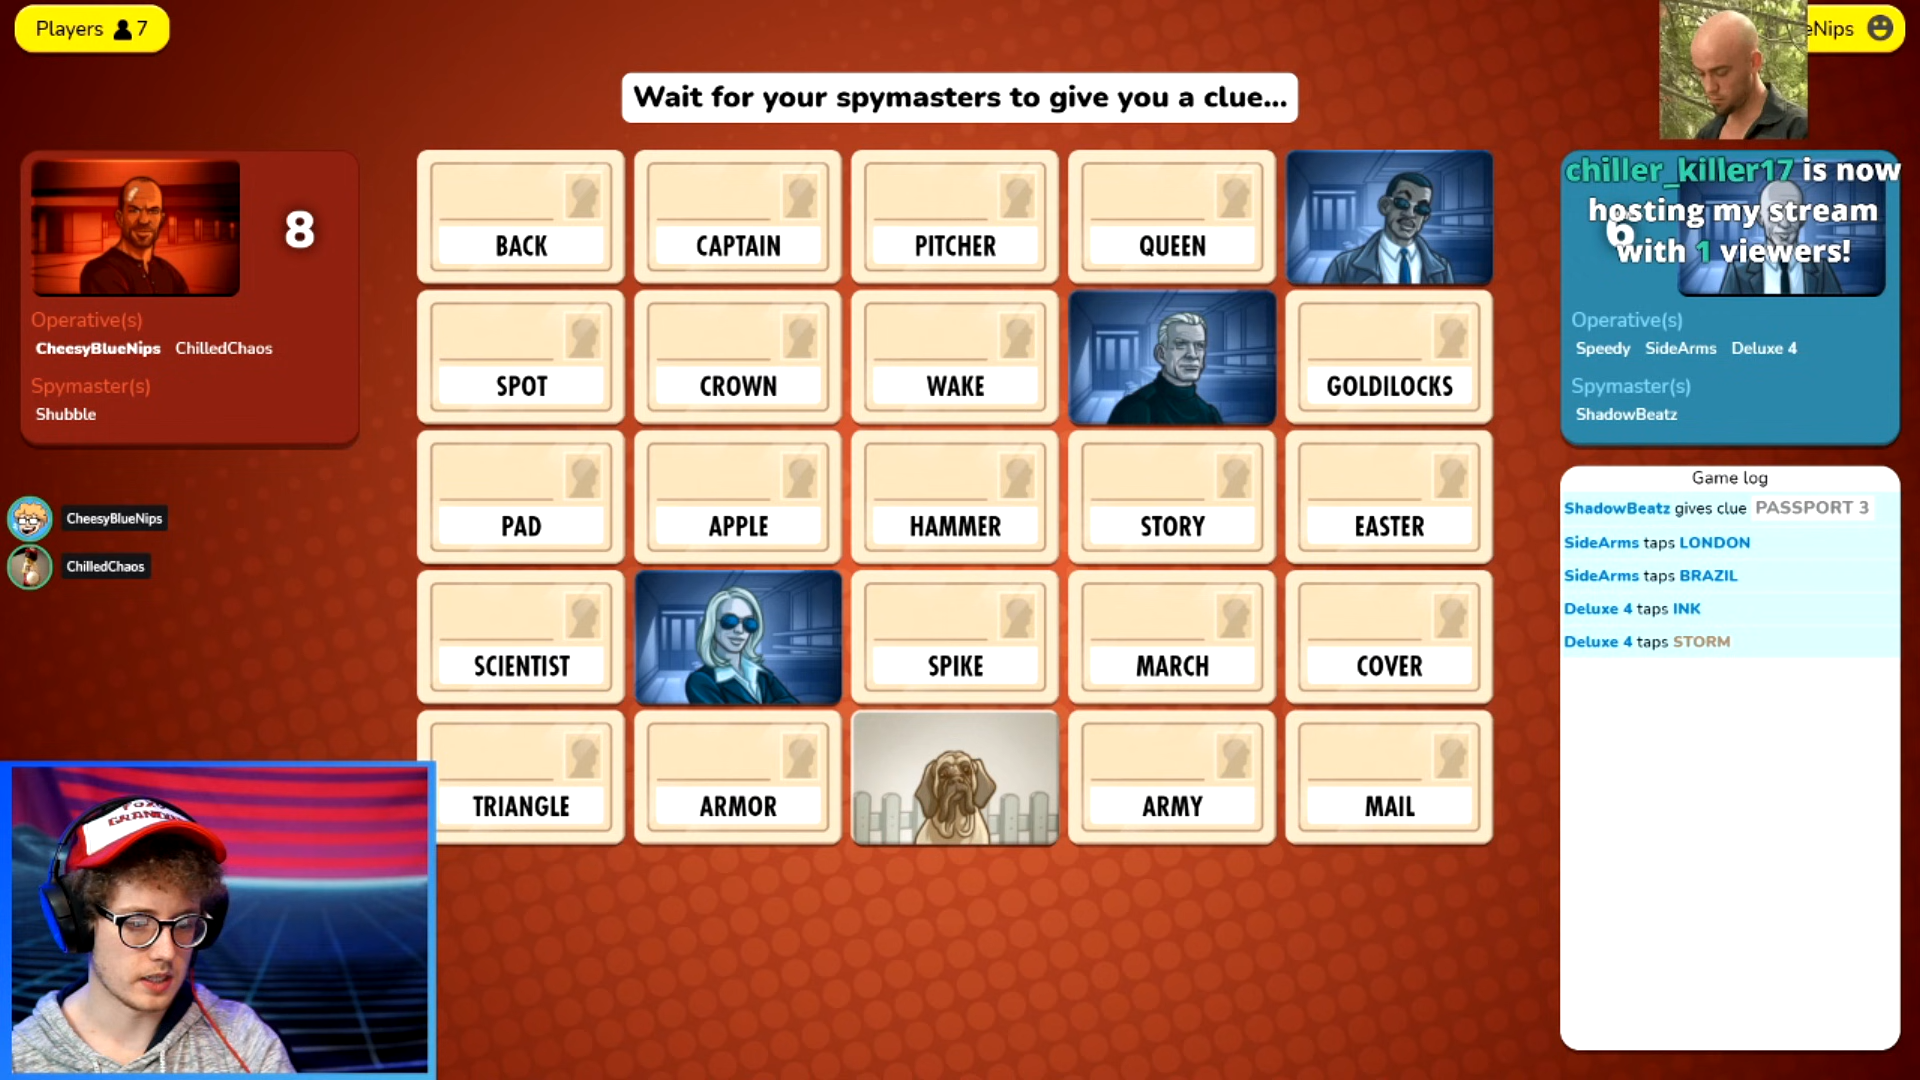 Players 7
eNips
Wait for your spymasters to give you a clue...
8
Operative(s)
CheesyBlueNips ChilledChaos
Spymaster(s)
Shubble
CheesyBlueNips
ChilledChaos
BACK
CAPTAIN
PITCHER
QUEEN
SPOT
CROWN
WAKE
GOLDILOCKS
PAD
APPLE
HAMMER
STORY
EASTER
SCIENTIST
SPIKE
MARCH
COVER
TRIANGLE
ARMOR
ARMY
MAIL
chiller_killer17 is now
hosting my stream
with 1 viewers!
6
Operative(s)
Speedy SideArms Deluxe 4
Spymaster(s)
ShadowBeatz
Game log
ShadowBeatz gives clue PASSPORT 3
SideArms taps LONDON
SideArms taps BRAZIL
Deluxe 4 taps INK
Deluxe 4 taps STORM